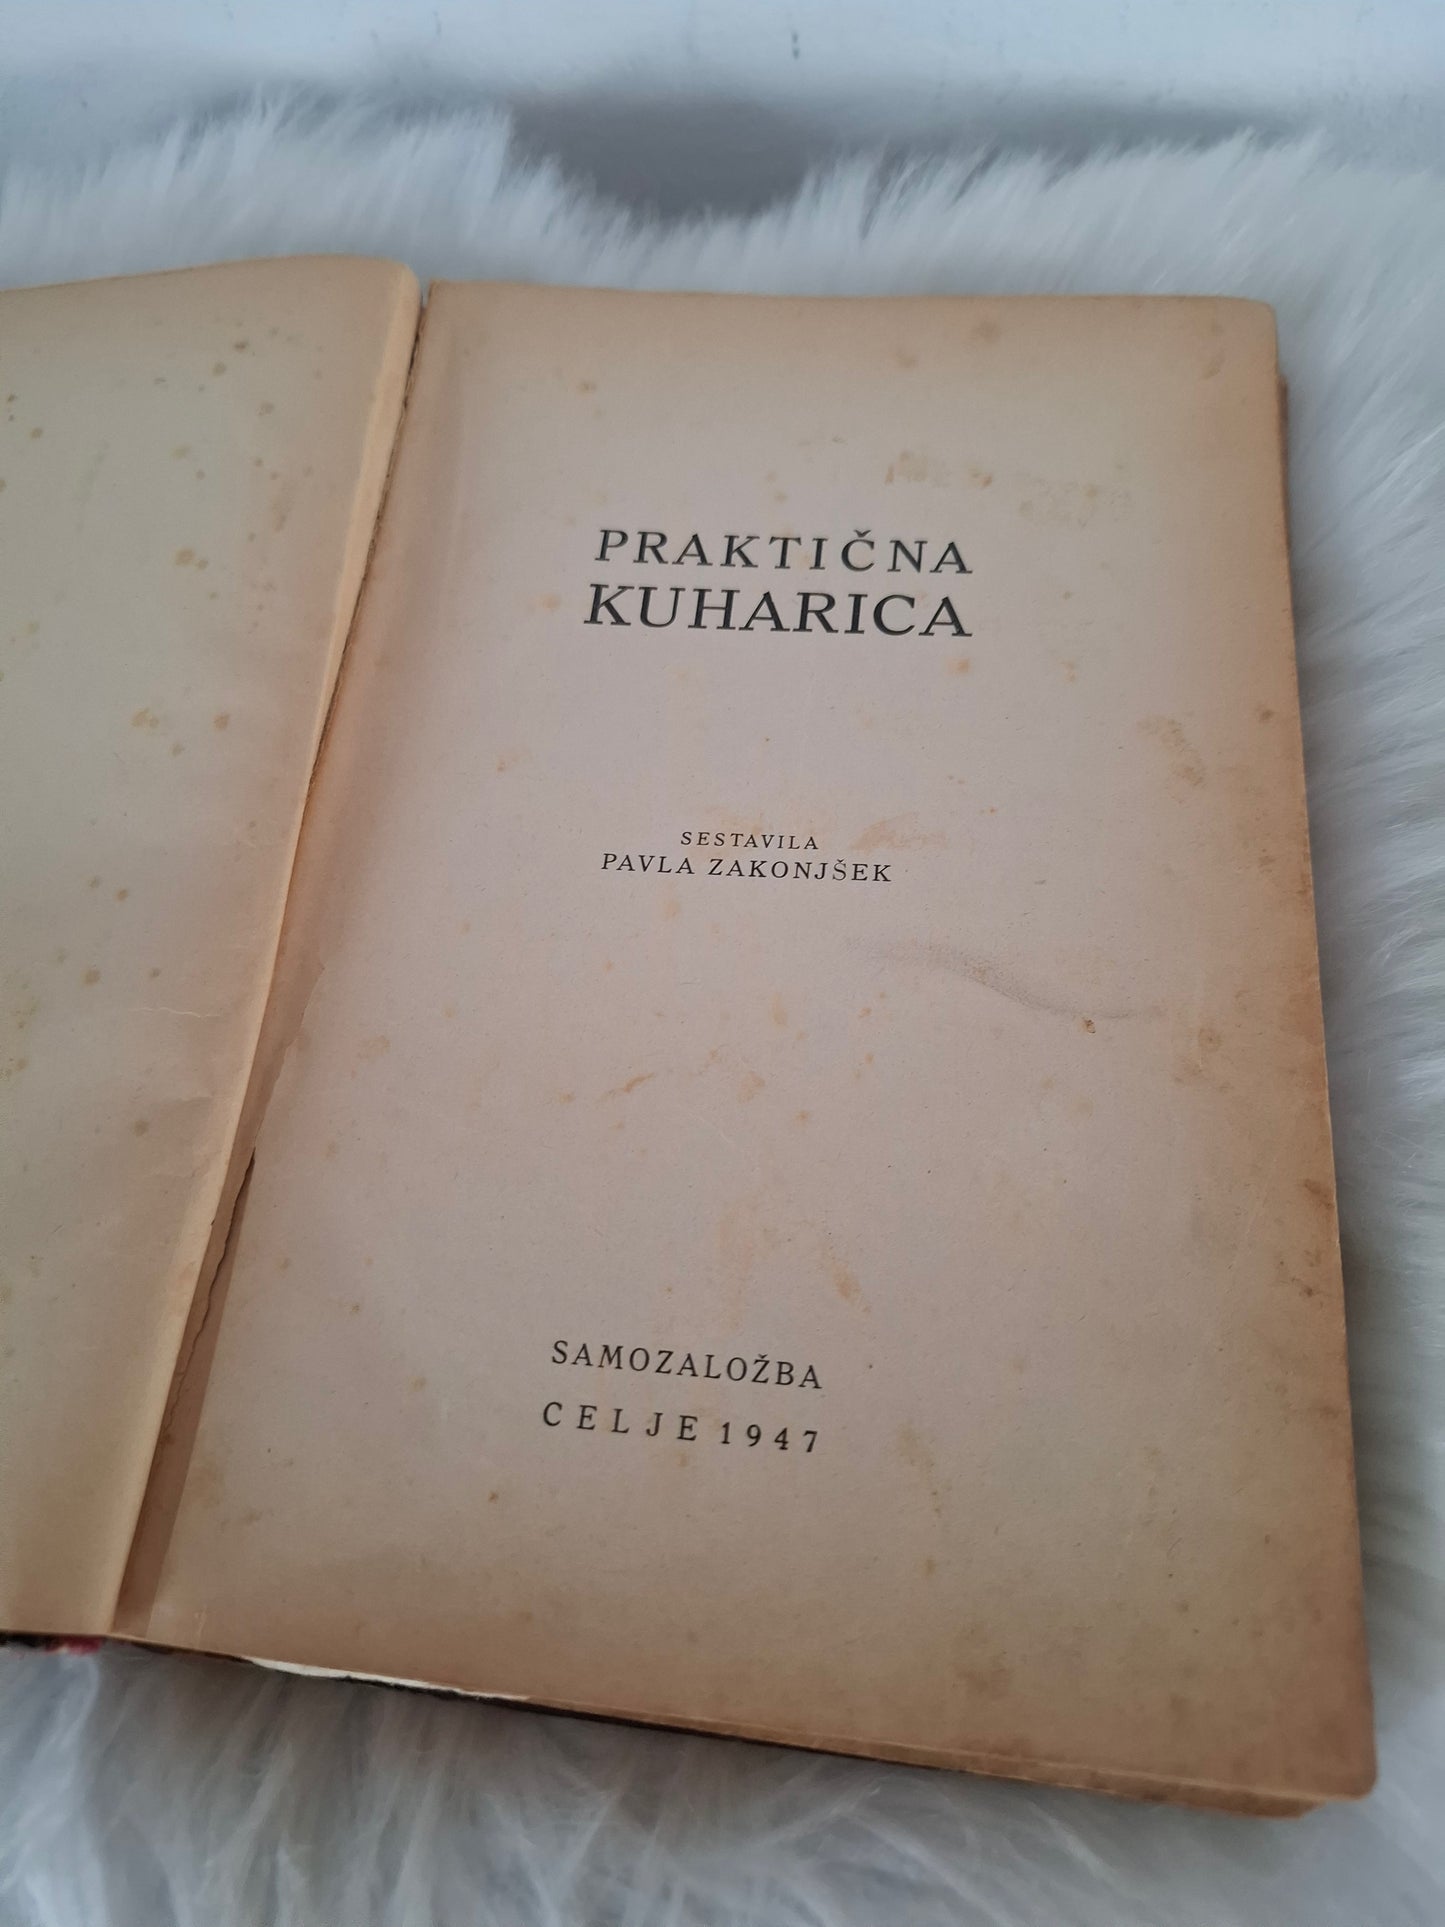 PRAKTIČNA
KUHARICA
SESTAVILA
PAVLA ZAKONJŠEK
SAMOZALOŽBA
CELJE 1947